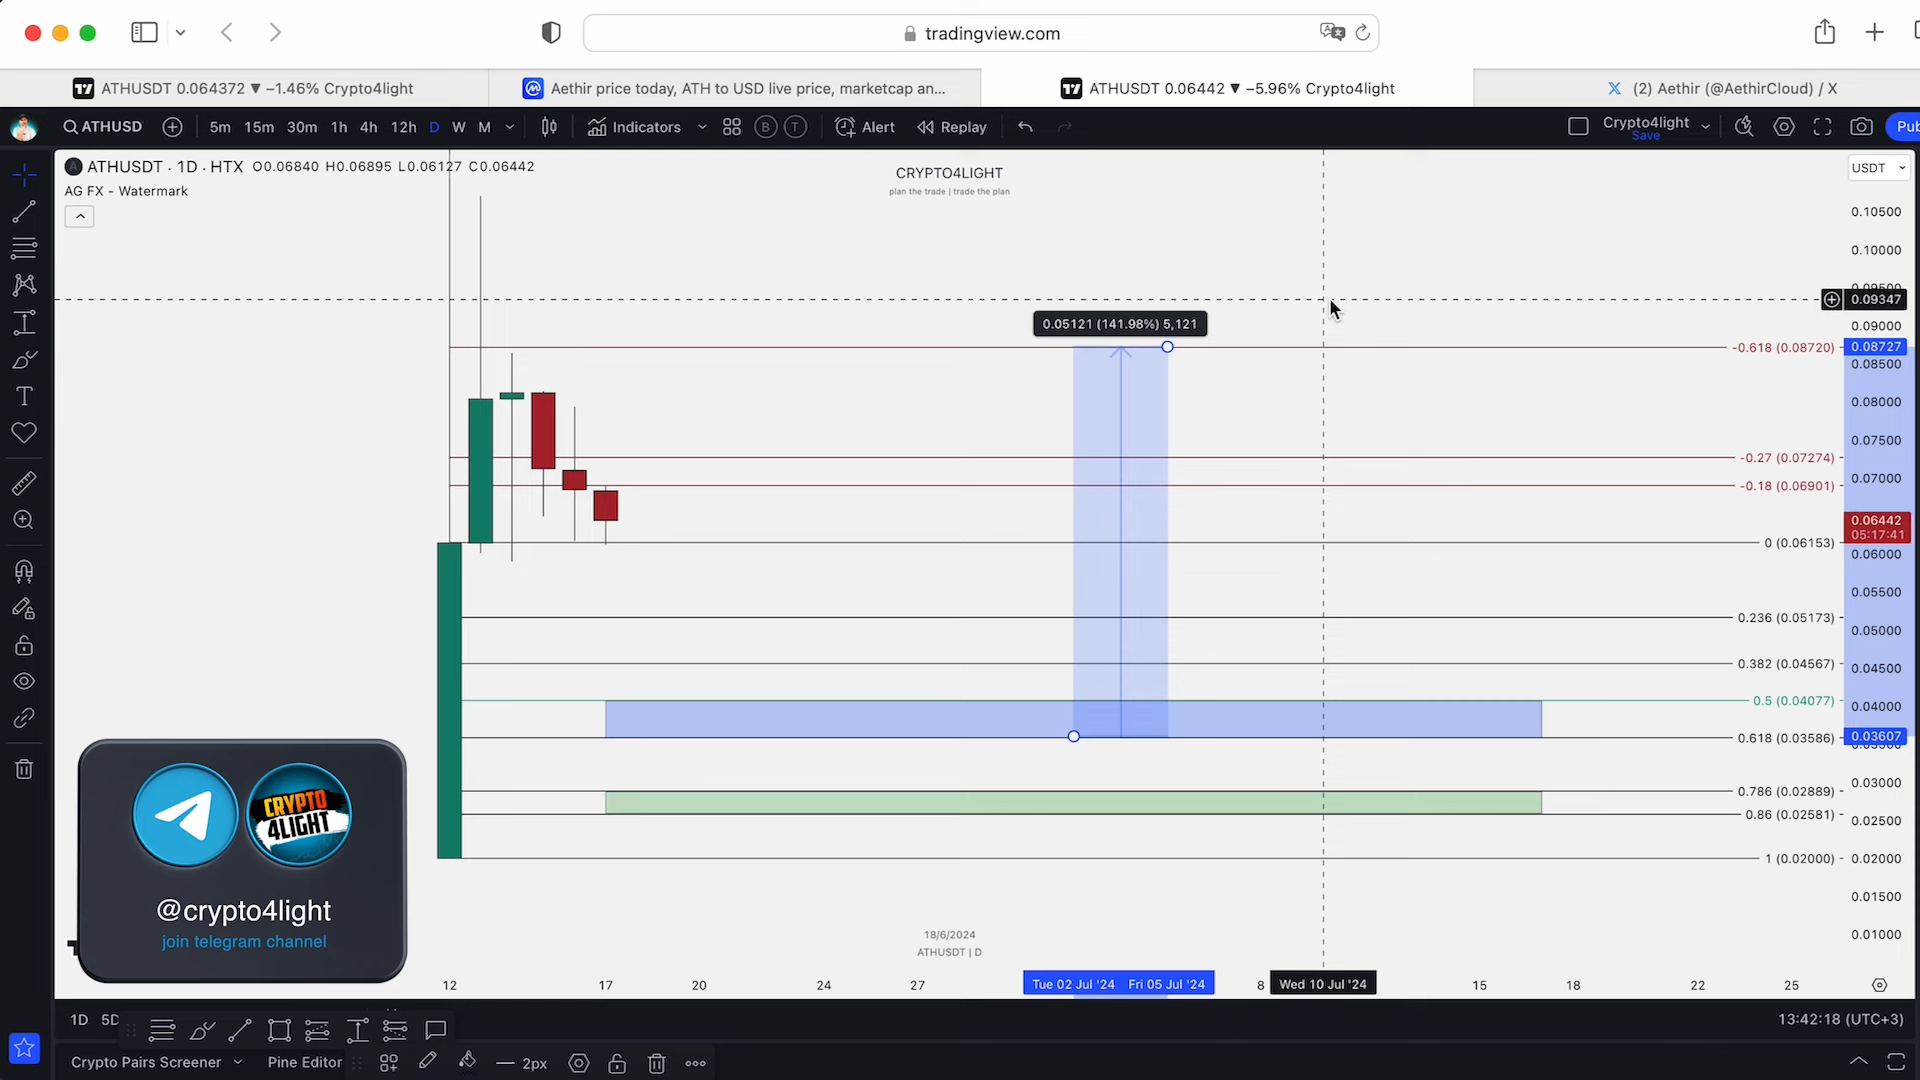 tradingview.com
ATHUSDT 0.064372 ▼ −1.46% Crypto4light
Aethir price today, ATH to USD live price, marketcap an...
ATHUSDT 0.06442 ▼ −5.96% Crypto4light
(2) Aethir (@AethirCloud) / X
ATHUSD
5m 15m 30m 1h 4h 12h D W M
Indicators
B T
Alert
Replay
Crypto4light
Save
Pub
ATHUSDT · 1D · HTX O0.06840 H0.06895 L0.06127 C0.06442
AG FX - Watermark
CRYPTO4LIGHT
plan the trade | trade the plan
USDT
0.10500
0.10000
0.09347
0.09000
0.05121 (141.98%) 5,121
-0.618 (0.08720)
0.08727
0.08500
0.08000
0.07500
-0.27 (0.07274)
0.07000
-0.18 (0.06901)
0.06442
05:17:41
0 (0.06153)
0.06000
0.05500
0.236 (0.05173)
0.05000
0.382 (0.04567)
0.04500
0.5 (0.04077)
0.04000
0.618 (0.03586)
0.03607
0.03000
0.786 (0.02889)
0.86 (0.02581)
0.02500
1 (0.02000)
0.02000
0.01500
0.01000
CRYPTO
4LIGHT
@crypto4light
join telegram channel
18/6/2024
ATHUSDT | D
12 17 20 24 27 Tue 02 Jul '24 Fri 05 Jul '24 8 Wed 10 Jul '24 15 18 22 25
1D 5D
13:42:18 (UTC+3)
Crypto Pairs Screener
Pine Editor
2px